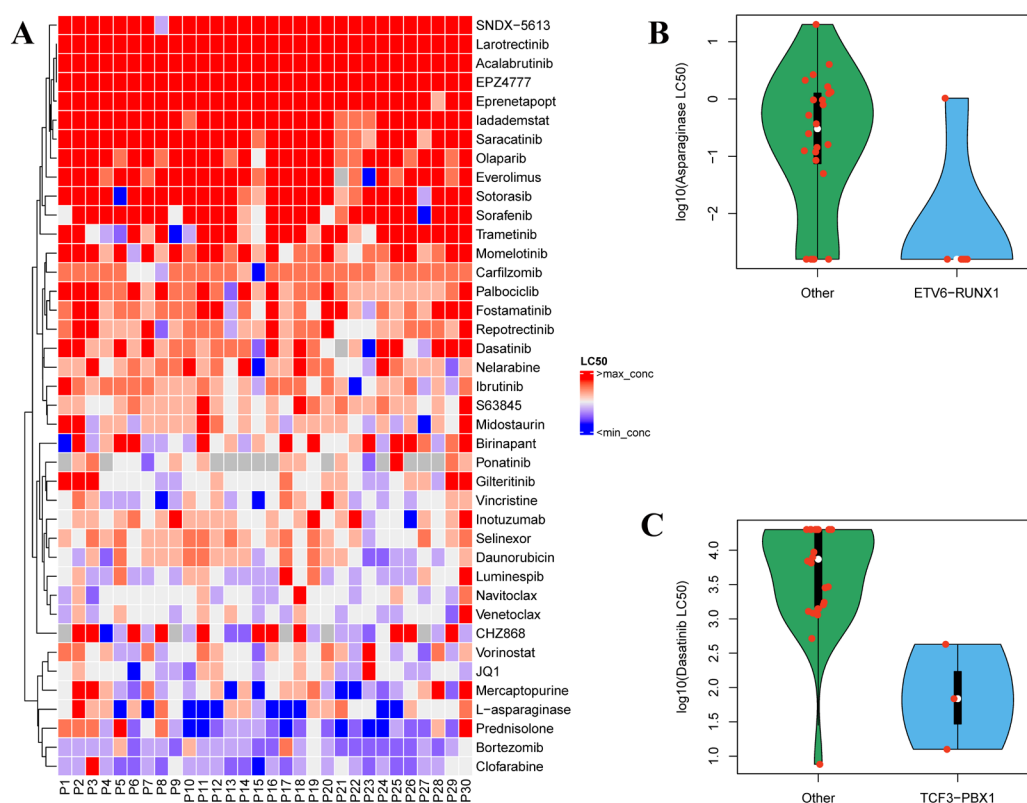 A
SNDX-5613
Larotrectinib
Acalabrutinib
EPZ4777
Eprenetapopt
Iadademstat
Saracatinib
Olaparib
Everolimus
Sotorasib
Sorafenib
Trametinib
Momelotinib
Carfilzomib
Palbociclib
Fostamatinib
Repotrectinib
Dasatinib
Nelarabine
Ibrutinib
S63845
Midostaurin
Birinapant
Ponatinib
Gilteritinib
Vincristine
Inotuzumab
Selinexor
Daunorubicin
Luminespib
Navitoclax
Venetoclax
CHZ868
Vorinostat
JQ1
Mercaptopurine
L-asparaginase
Prednisolone
Bortezomib
Clofarabine
P1 P2 P3 P4 P5 P6 P7 P8 P9 P10 P11 P12 P13 P14 P15 P16 P17 P18 P19 P20 P21 P22 P23 P24 P25 P26 P27 P28 P29 P30
LC50
>max_conc
<min_conc
B
log10(Asparaginase LC50)
1
0
-1
-2
Other ETV6-RUNX1
C
log10(Dasatinib LC50)
4.0
3.5
3.0
2.5
2.0
1.5
1.0
Other TCF3-PBX1